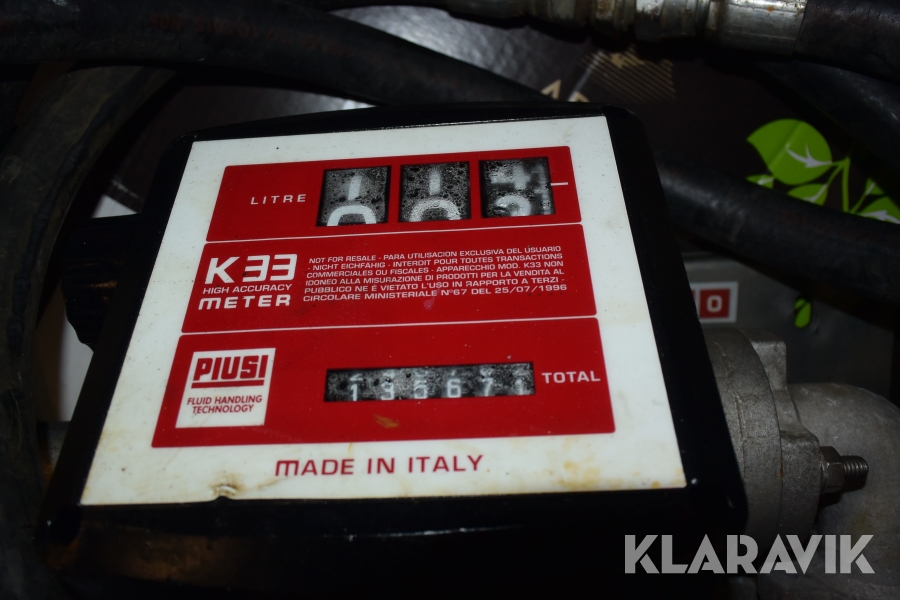 LITRE
K33
HIGH ACCURACY
METER
NOT FOR RESALE - PARA UTILISACION EXCLUSIVA DEL USUARIO
- NICHT EICHFÄHIG - INTERDIT POUR TOUTES TRANSACTIONS
COMMERCIALES OU FISCALES - APPARECCHIO MOD. K33 NON
IDONEO ALLA MISURAZIONE DI PRODOTTI PER LA VENDITA AL
PUBBLICO NE È VIETATO L'USO IN RAPPORTO A TERZI -
CIRCOLARE MINISTERIALE N°67 DEL 25/07/1996
PIUSI
FLUID HANDLING
TECHNOLOGY
135671
TOTAL
MADE IN ITALY
KLARAVIK